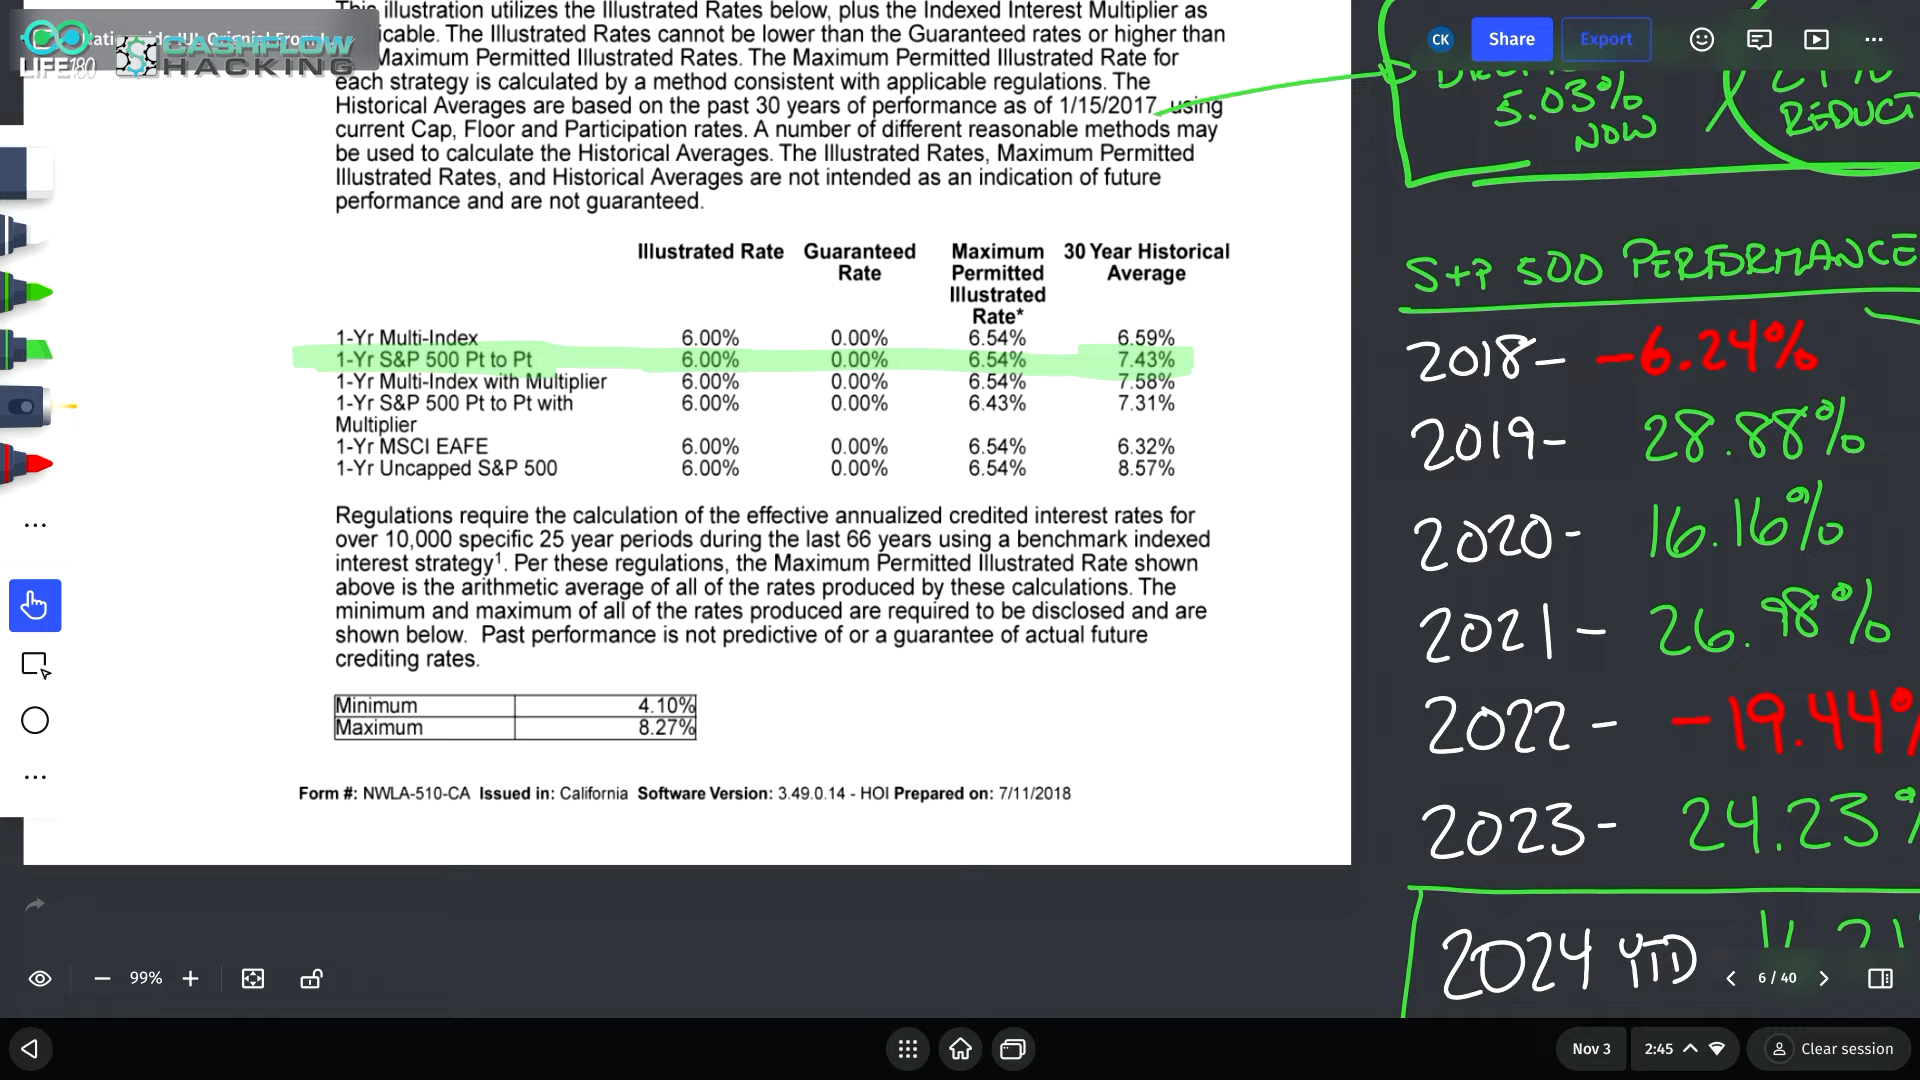 This illustration utilizes the Illustrated Rates below, plus the Indexed Interest Multiplier as
icable. The Illustrated Rates cannot be lower than the Guaranteed rates or higher than
Maximum Permitted Illustrated Rates. The Maximum Permitted Illustrated Rate for
each strategy is calculated by a method consistent with applicable regulations. The
Historical Averages are based on the past 30 years of performance as of 1/15/2017, using
current Cap, Floor and Participation rates. A number of different reasonable methods may
be used to calculate the Historical Averages. The Illustrated Rates, Maximum Permitted
Illustrated Rates, and Historical Averages are not intended as an indication of future
performance and are not guaranteed.
LIFE180
CASHFLOW
HACKING
CK Share Export
5.03%
NOW
REDUCT
Illustrated Rate Guaranteed Rate Maximum Permitted Illustrated Rate* 30 Year Historical Average
1-Yr Multi-Index 6.00% 0.00% 6.54% 6.59%
1-Yr S&P 500 Pt to Pt 6.00% 0.00% 6.54% 7.43%
1-Yr Multi-Index with Multiplier 6.00% 0.00% 6.54% 7.58%
1-Yr S&P 500 Pt to Pt with 6.00% 0.00% 6.43% 7.31%
Multiplier
1-Yr MSCI EAFE 6.00% 0.00% 6.54% 6.32%
1-Yr Uncapped S&P 500 6.00% 0.00% 6.54% 8.57%
Regulations require the calculation of the effective annualized credited interest rates for
over 10,000 specific 25 year periods during the last 66 years using a benchmark indexed
interest strategy¹. Per these regulations, the Maximum Permitted Illustrated Rate shown
above is the arithmetic average of all of the rates produced by these calculations. The
minimum and maximum of all of the rates produced are required to be disclosed and are
shown below. Past performance is not predictive of or a guarantee of actual future
crediting rates.
Minimum 4.10%
Maximum 8.27%
Form #: NWLA-510-CA Issued in: California Software Version: 3.49.0.14 - HOI Prepared on: 7/11/2018
S+P 500 PERFORMANCE
2018- -6.24%
2019- 28.88%
2020- 16.16%
2021- 26.98%
2022- -19.44%
2023- 24.23%
2024 YTD
99%
6 / 40
Nov 3 2:45 Clear session